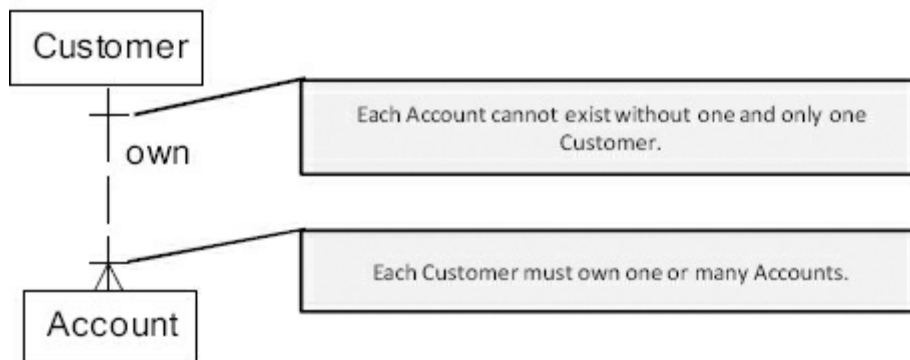 Customer
Each Account cannot exist without one and only one
Customer.
own
Each Customer must own one or many Accounts.
Account